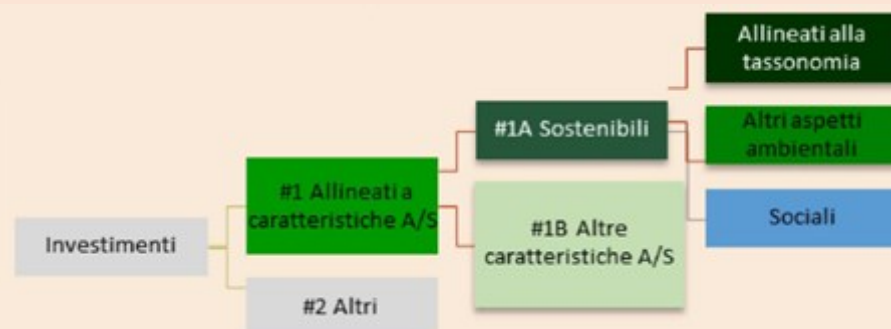 Investimenti
#1 Allineati a
caratteristiche A/S
#2 Altri
#1A Sostenibili
#1B Altre
caratteristiche A/S
Allineati alla
tassonomia
Altri aspetti
ambientali
Sociali